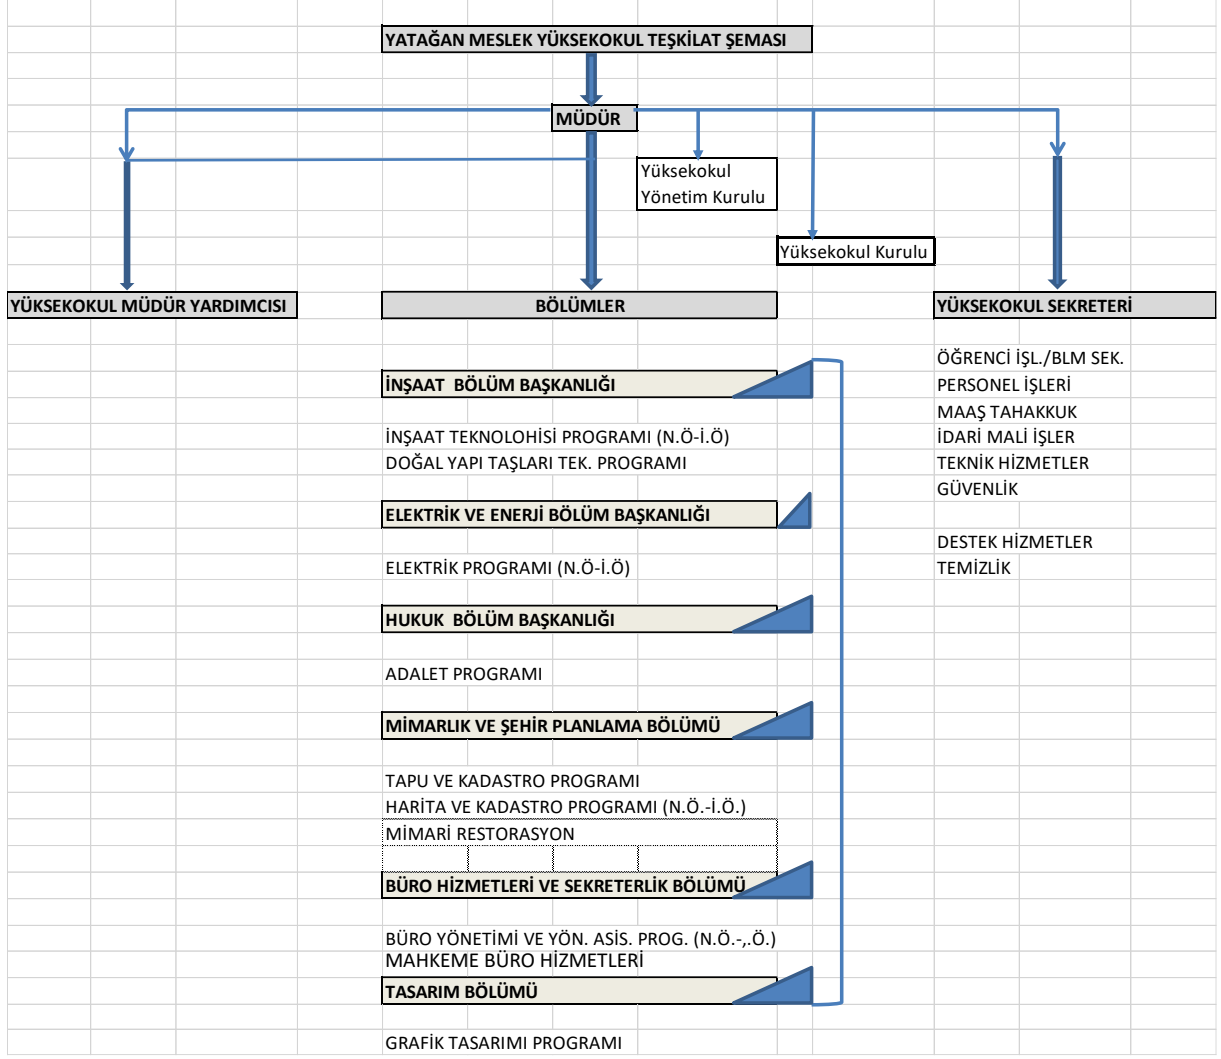 YATAĞAN MESLEK YÜKSEKOKUL TEŞKİLAT ŞEMASI
MÜDÜR
Yüksekokul
Yönetim Kurulu
Yüksekokul Kurulu
YÜKSEKOKUL MÜDÜR YARDIMCISI
BÖLÜMLER
YÜKSEKOKUL SEKRETERİ
İNŞAAT  BÖLÜM BAŞKANLIĞI
İNŞAAT TEKNOLOHİSİ PROGRAMI (N.Ö-İ.Ö)
DOĞAL YAPI TAŞLARI TEK. PROGRAMI
ELEKTRİK VE ENERJİ BÖLÜM BAŞKANLIĞI
ELEKTRİK PROGRAMI (N.Ö-İ.Ö)
HUKUK  BÖLÜM BAŞKANLIĞI
ADALET PROGRAMI
MİMARLIK VE ŞEHİR PLANLAMA BÖLÜMÜ
TAPU VE KADASTRO PROGRAMI
HARİTA VE KADASTRO PROGRAMI (N.Ö.-İ.Ö.)
MİMARİ RESTORASYON
BÜRO HİZMETLERİ VE SEKRETERLİK BÖLÜMÜ
BÜRO YÖNETİMİ VE YÖN. ASİS. PROG. (N.Ö.-,.Ö.)
MAHKEME BÜRO HİZMETLERİ
TASARIM BÖLÜMÜ
GRAFİK TASARIMI PROGRAMI
ÖĞRENCİ İŞL./BLM SEK.
PERSONEL İŞLERİ
MAAŞ TAHAKKUK
İDARİ MALİ İŞLER
TEKNİK HİZMETLER
GÜVENLİK
DESTEK HİZMETLER
TEMİZLİK